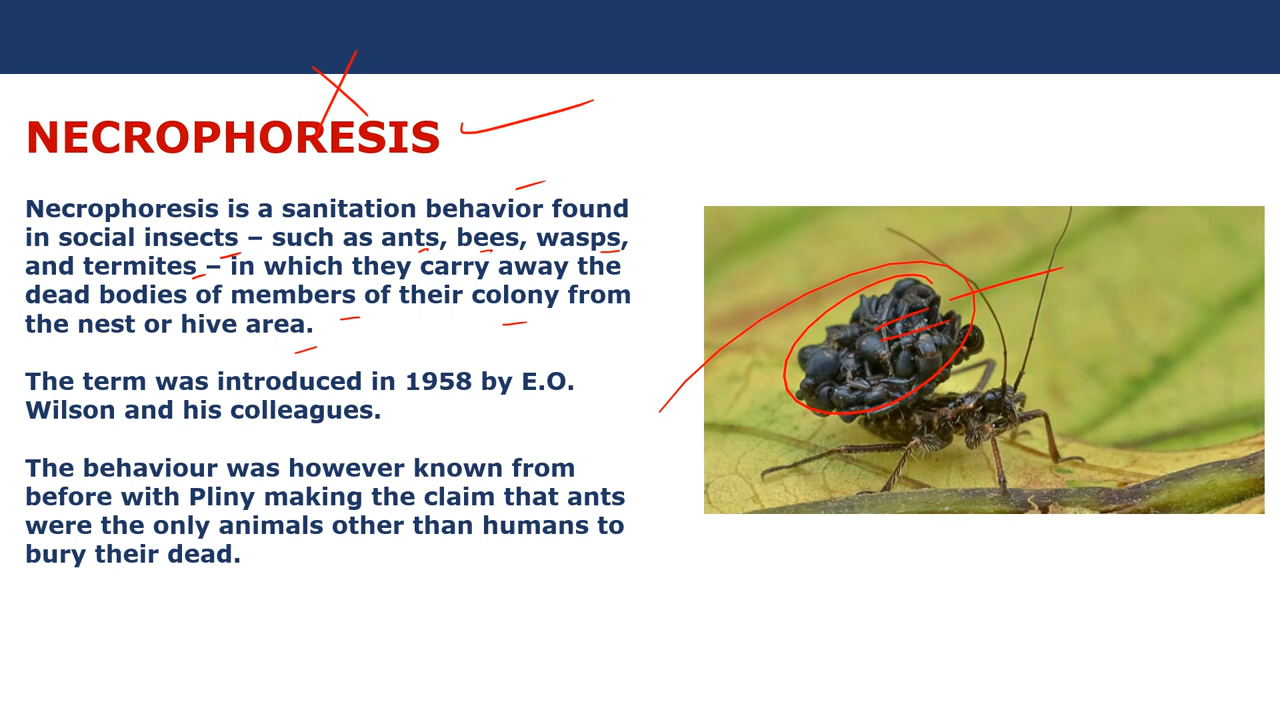 NECROPHORESIS
Necrophoresis is a sanitation behavior found
in social insects – such as ants, bees, wasps,
and termites – in which they carry away the
dead bodies of members of their colony from
the nest or hive area.
The term was introduced in 1958 by E.O.
Wilson and his colleagues.
The behaviour was however known from
before with Pliny making the claim that ants
were the only animals other than humans to
bury their dead.